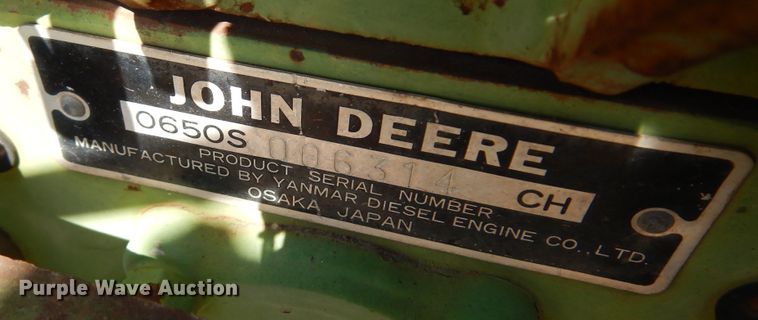 JOHN DEERE
0650S 006314 CH
PRODUCT SERIAL NUMBER
MANUFACTURED BY YANMAR DIESEL ENGINE CO., LTD.
OSAKA JAPAN
Purple Wave Auction